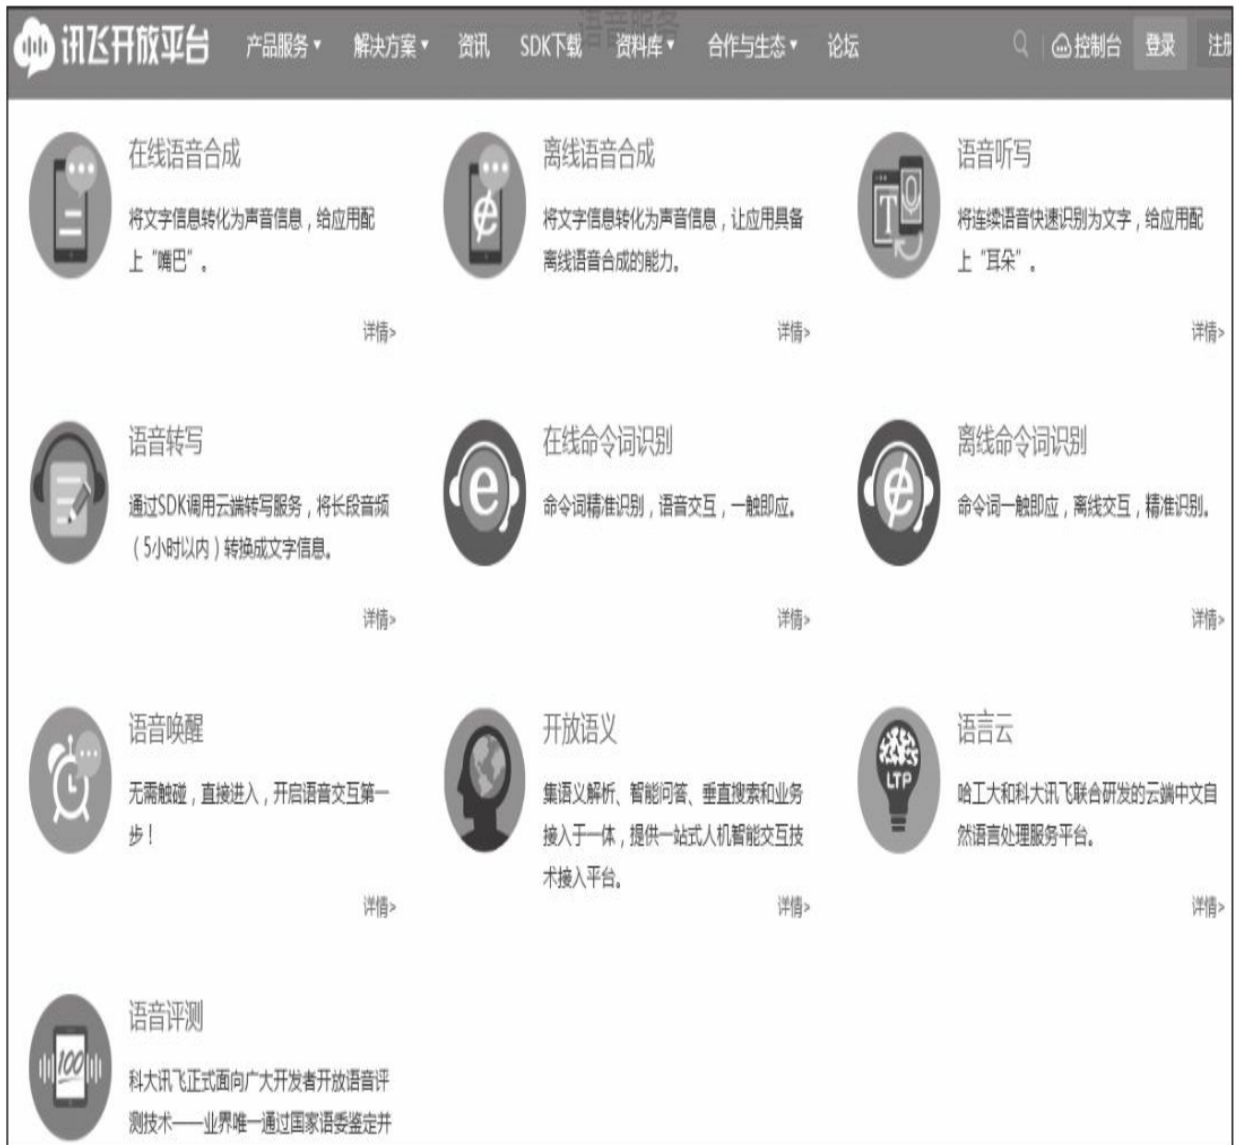 语音服务
讯飞开放平台 产品服务▾ 解决方案▾ 资讯 SDK下载 资料库▾ 合作与生态▾ 论坛 控制台 登录 注册
在线语音合成
将文字信息转化为声音信息，给应用配
上“嘴巴”。
详情>
离线语音合成
将文字信息转化为声音信息，让应用具备
离线语音合成的能力。
详情>
语音听写
将连续语音快速识别为文字，给应用配
上“耳朵”。
详情>
语音转写
通过SDK调用云端转写服务，将长段音频
（5小时以内）转换成文字信息。
详情>
在线命令词识别
命令词精准识别，语音交互，一触即应。
详情>
离线命令词识别
命令词一触即应，离线交互，精准识别。
详情>
语音唤醒
无需触碰，直接进入，开启语音交互第一
步！
详情>
开放语义
集语义解析、智能问答、垂直搜索和业务
接入于一体，提供一站式人机智能交互技
术接入平台。
详情>
LTP
语言云
哈工大和科大讯飞联合研发的云端中文自
然语言处理服务平台。
详情>
100
语音评测
科大讯飞正式面向广大开发者开放语音评
测技术——业界唯一通过国家语委鉴定并